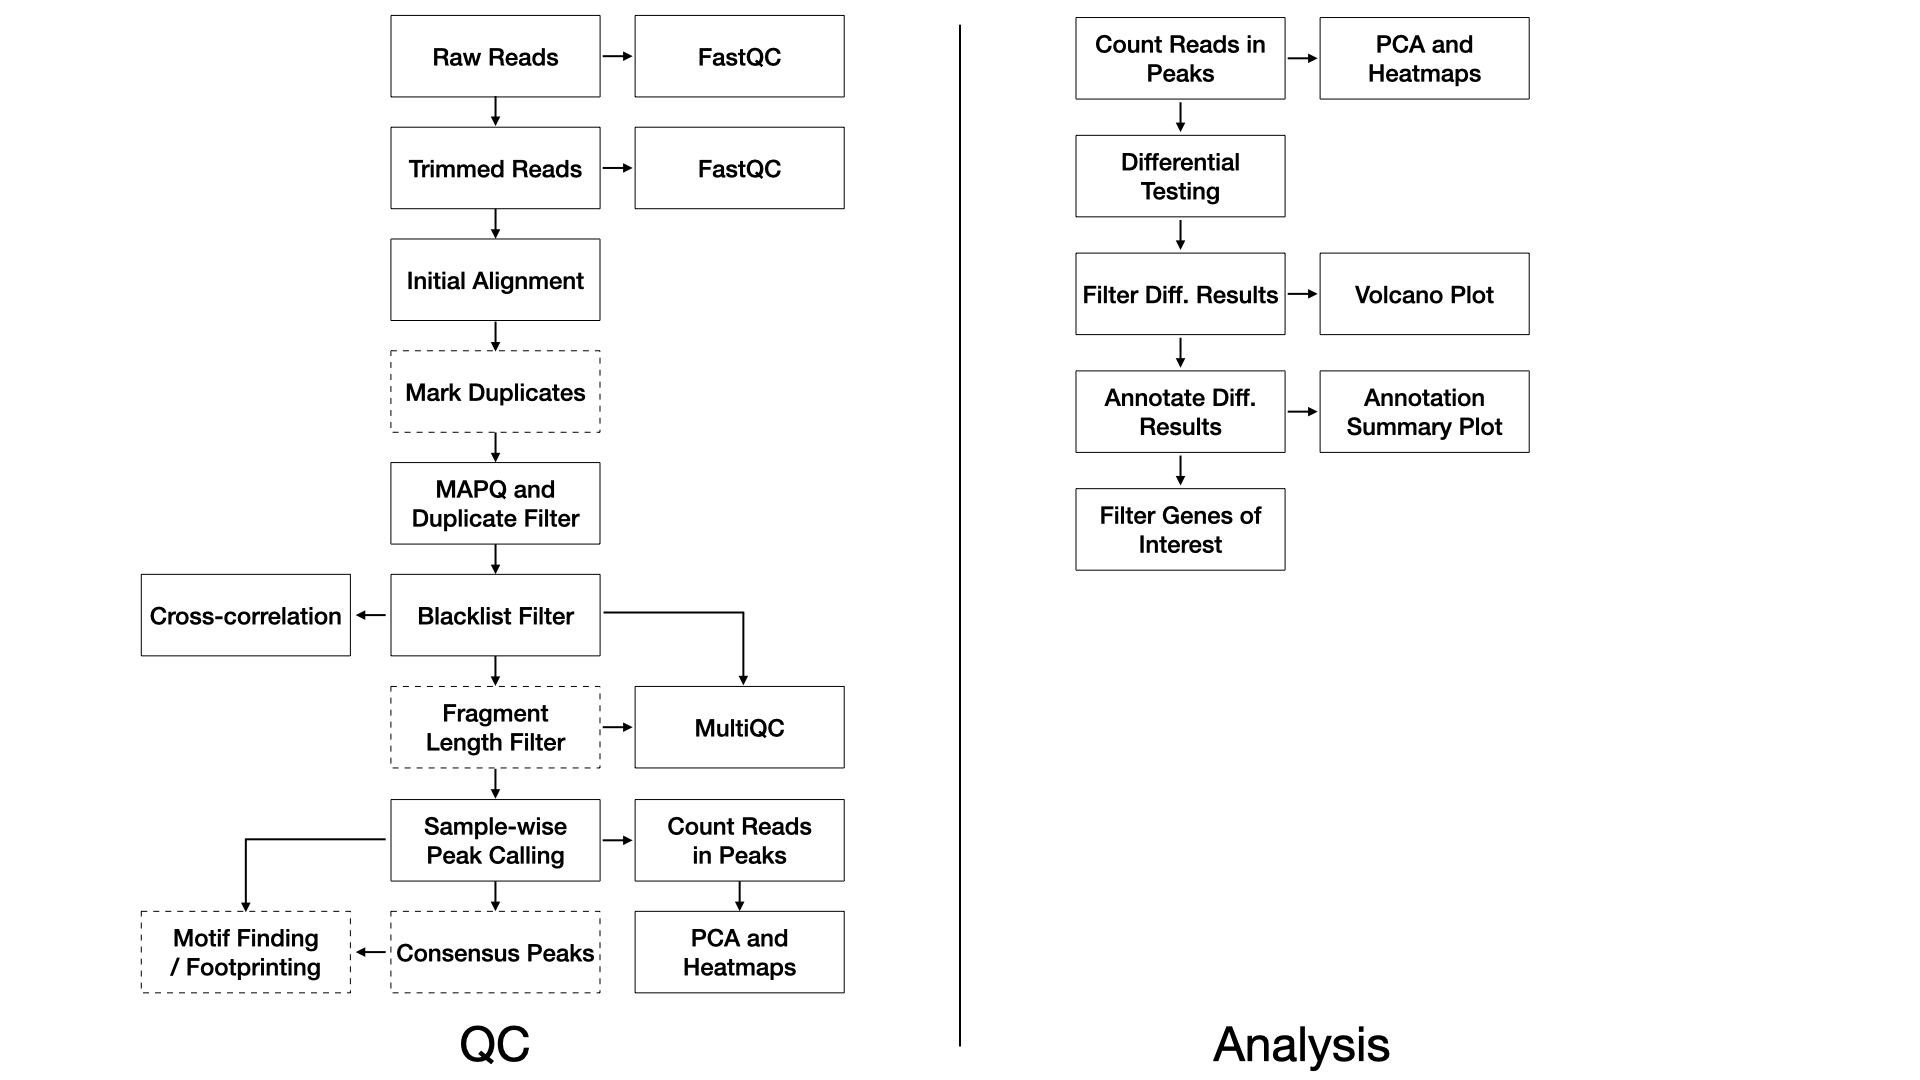 Raw Reads
FastQC
Trimmed Reads
FastQC
Initial Alignment
Mark Duplicates
MAPQ and
Duplicate Filter
Cross-correlation
Blacklist Filter
Fragment
Length Filter
MultiQC
Sample-wise
Peak Calling
Count Reads
in Peaks
Motif Finding
/ Footprinting
Consensus Peaks
PCA and
Heatmaps
QC
Count Reads in
Peaks
PCA and
Heatmaps
Differential
Testing
Filter Diff. Results
Volcano Plot
Annotate Diff.
Results
Annotation
Summary Plot
Filter Genes of
Interest
Analysis